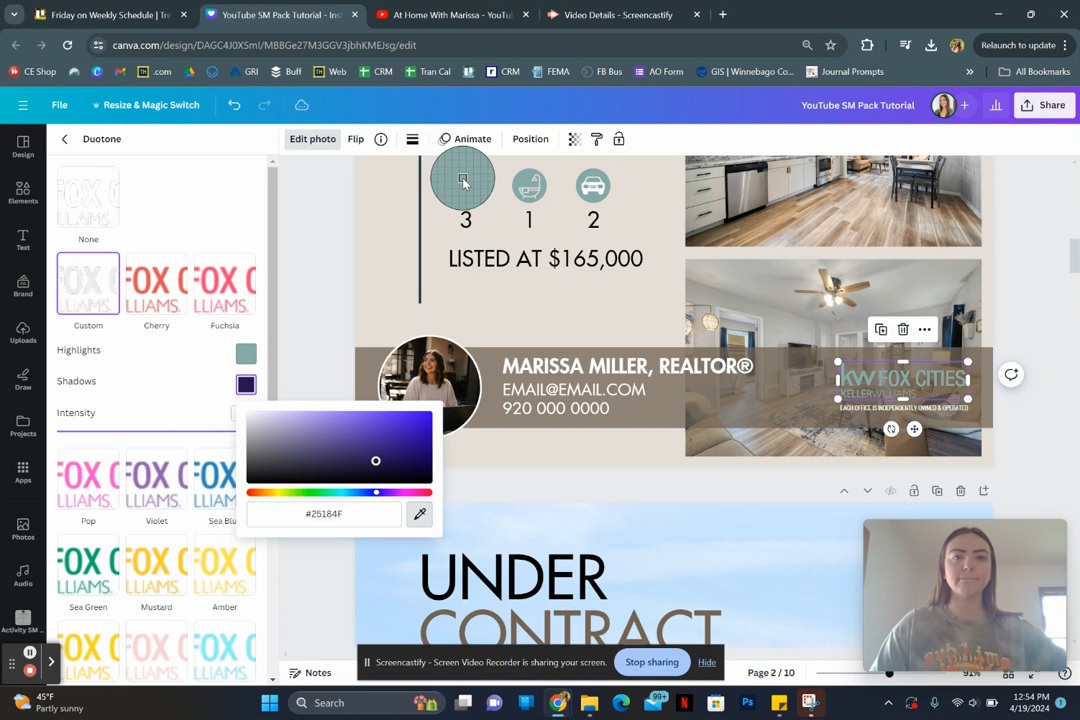 Friday on Weekly Schedule | Tre
YouTube SM Pack Tutorial - Inst
At Home With Marissa - YouTu
Video Details - Screencastify
canva.com/design/DAGC4J0XSmI/MBBGe27M3GGV3jbhKMEJsg/edit
Relaunch to update
CE Shop
.com
GRI
Buff
Web
CRM
Tran Cal
CRM
FEMA
FB Bus
AO Form
GIS | Winnebago Co...
Journal Prompts
All Bookmarks
File
Resize & Magic Switch
YouTube SM Pack Tutorial
Share
Design
Elements
Text
Brand
Uploads
Draw
Projects
Apps
Photos
Audio
Activity SM ...
Duotone
Edit photo
Flip
Animate
Position
None
Custom
Cherry
Fuchsia
Highlights
Shadows
Intensity
#25184F
Pop
Violet
Sea Blu
Sea Green
Mustard
Amber
3
1
2
LISTED AT $165,000
MARISSA MILLER, REALTOR®
EMAIL@EMAIL.COM
920 000 0000
kw FOX CITIES
KELLERWILLIAMS
EACH OFFICE IS INDEPENDENTLY OWNED & OPERATED
UNDER
CONTRACT
Screencastify - Screen Video Recorder is sharing your screen.
Stop sharing
Hide
Notes
Page 2 / 10
91%
45°F
Partly sunny
Search
99+
12:54 PM
4/19/2024